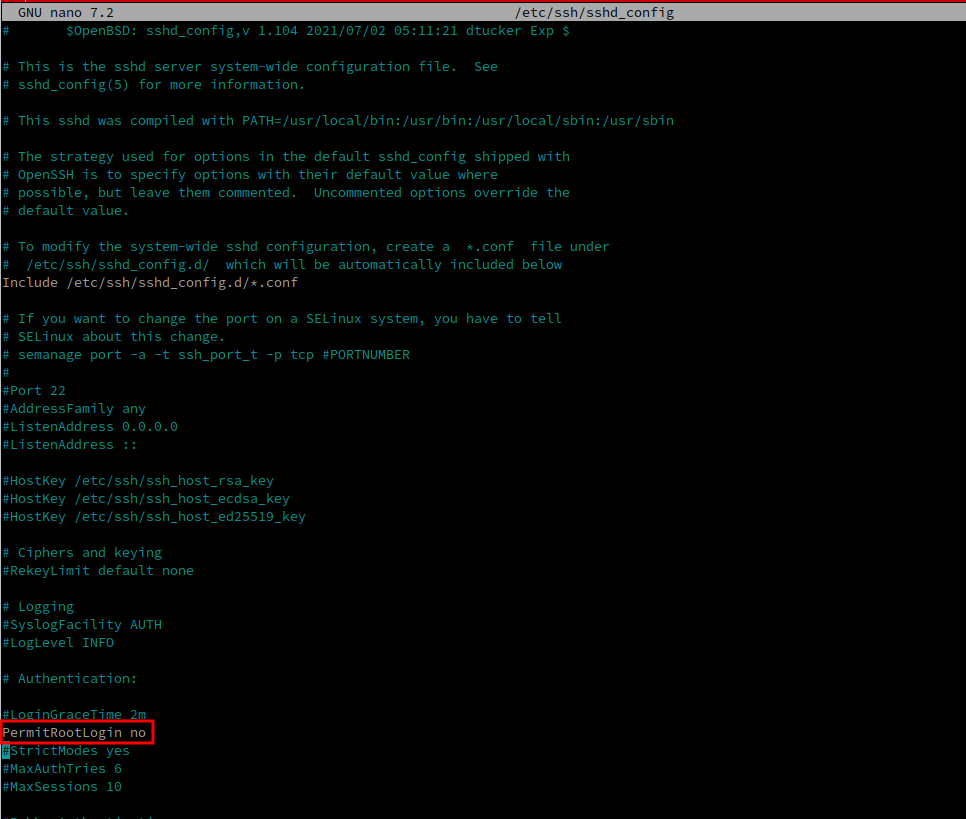 GNU nano 7.2 /etc/ssh/sshd_config
# $OpenBSD: sshd_config,v 1.104 2021/07/02 05:11:21 dtucker Exp $
# This is the sshd server system-wide configuration file.  See
# sshd_config(5) for more information.
# This sshd was compiled with PATH=/usr/local/bin:/usr/bin:/usr/local/sbin:/usr/sbin
# The strategy used for options in the default sshd_config shipped with
# OpenSSH is to specify options with their default value where
# possible, but leave them commented.  Uncommented options override the
# default value.
# To modify the system-wide sshd configuration, create a  *.conf  file under
#  /etc/ssh/sshd_config.d/  which will be automatically included below
Include /etc/ssh/sshd_config.d/*.conf
# If you want to change the port on a SELinux system, you have to tell
# SELinux about this change.
# semanage port -a -t ssh_port_t -p tcp #PORTNUMBER
#
#Port 22
#AddressFamily any
#ListenAddress 0.0.0.0
#ListenAddress ::
#HostKey /etc/ssh/ssh_host_rsa_key
#HostKey /etc/ssh/ssh_host_ecdsa_key
#HostKey /etc/ssh/ssh_host_ed25519_key
# Ciphers and keying
#RekeyLimit default none
# Logging
#SyslogFacility AUTH
#LogLevel INFO
# Authentication:
#LoginGraceTime 2m
PermitRootLogin no
#StrictModes yes
#MaxAuthTries 6
#MaxSessions 10